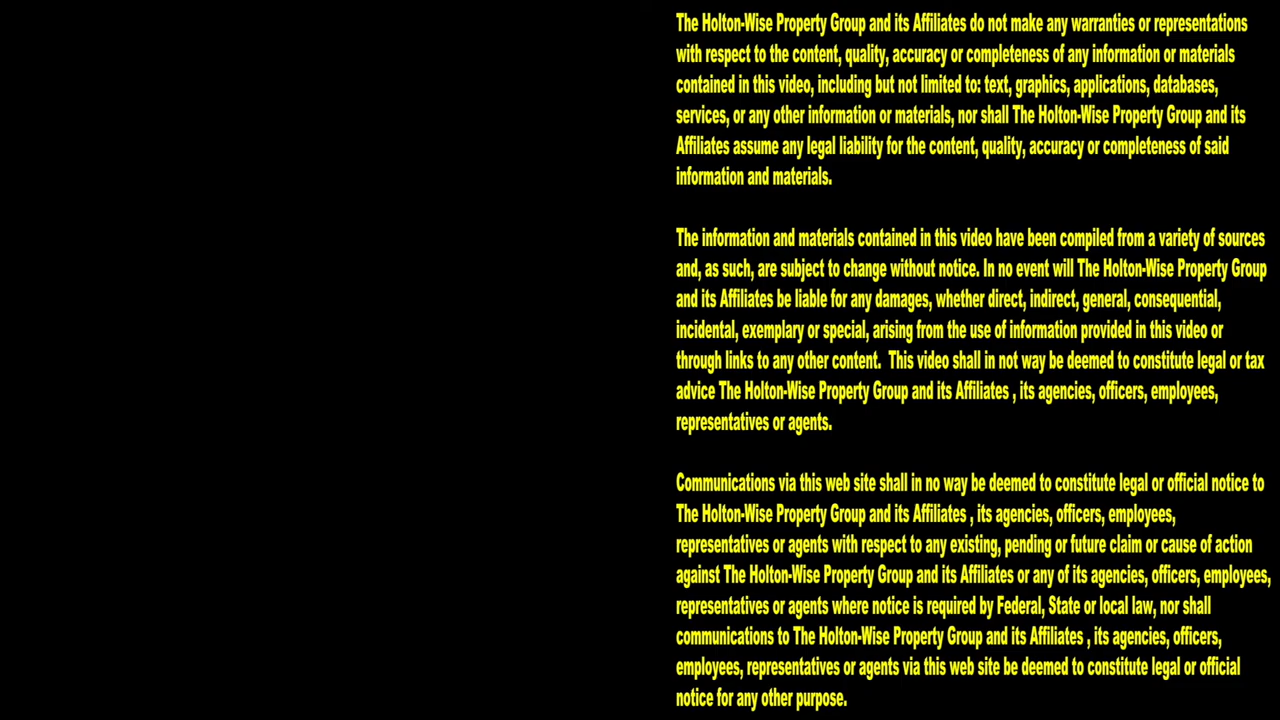 The Holton-Wise Property Group and its Affiliates do not make any warranties or representations
with respect to the content, quality, accuracy or completeness of any information or materials
contained in this video, including but not limited to: text, graphics, applications, databases,
services, or any other information or materials, nor shall The Holton-Wise Property Group and its
Affiliates assume any legal liability for the content, quality, accuracy or completeness of said
information and materials.
The information and materials contained in this video have been compiled from a variety of sources
and, as such, are subject to change without notice. In no event will The Holton-Wise Property Group
and its Affiliates be liable for any damages, whether direct, indirect, general, consequential,
incidental, exemplary or special, arising from the use of information provided in this video or
through links to any other content.  This video shall in not way be deemed to constitute legal or tax
advice The Holton-Wise Property Group and its Affiliates , its agencies, officers, employees,
representatives or agents.
Communications via this web site shall in no way be deemed to constitute legal or official notice to
The Holton-Wise Property Group and its Affiliates , its agencies, officers, employees,
representatives or agents with respect to any existing, pending or future claim or cause of action
against The Holton-Wise Property Group and its Affiliates or any of its agencies, officers, employees,
representatives or agents where notice is required by Federal, State or local law, nor shall
communications to The Holton-Wise Property Group and its Affiliates , its agencies, officers,
employees, representatives or agents via this web site be deemed to constitute legal or official
notice for any other purpose.